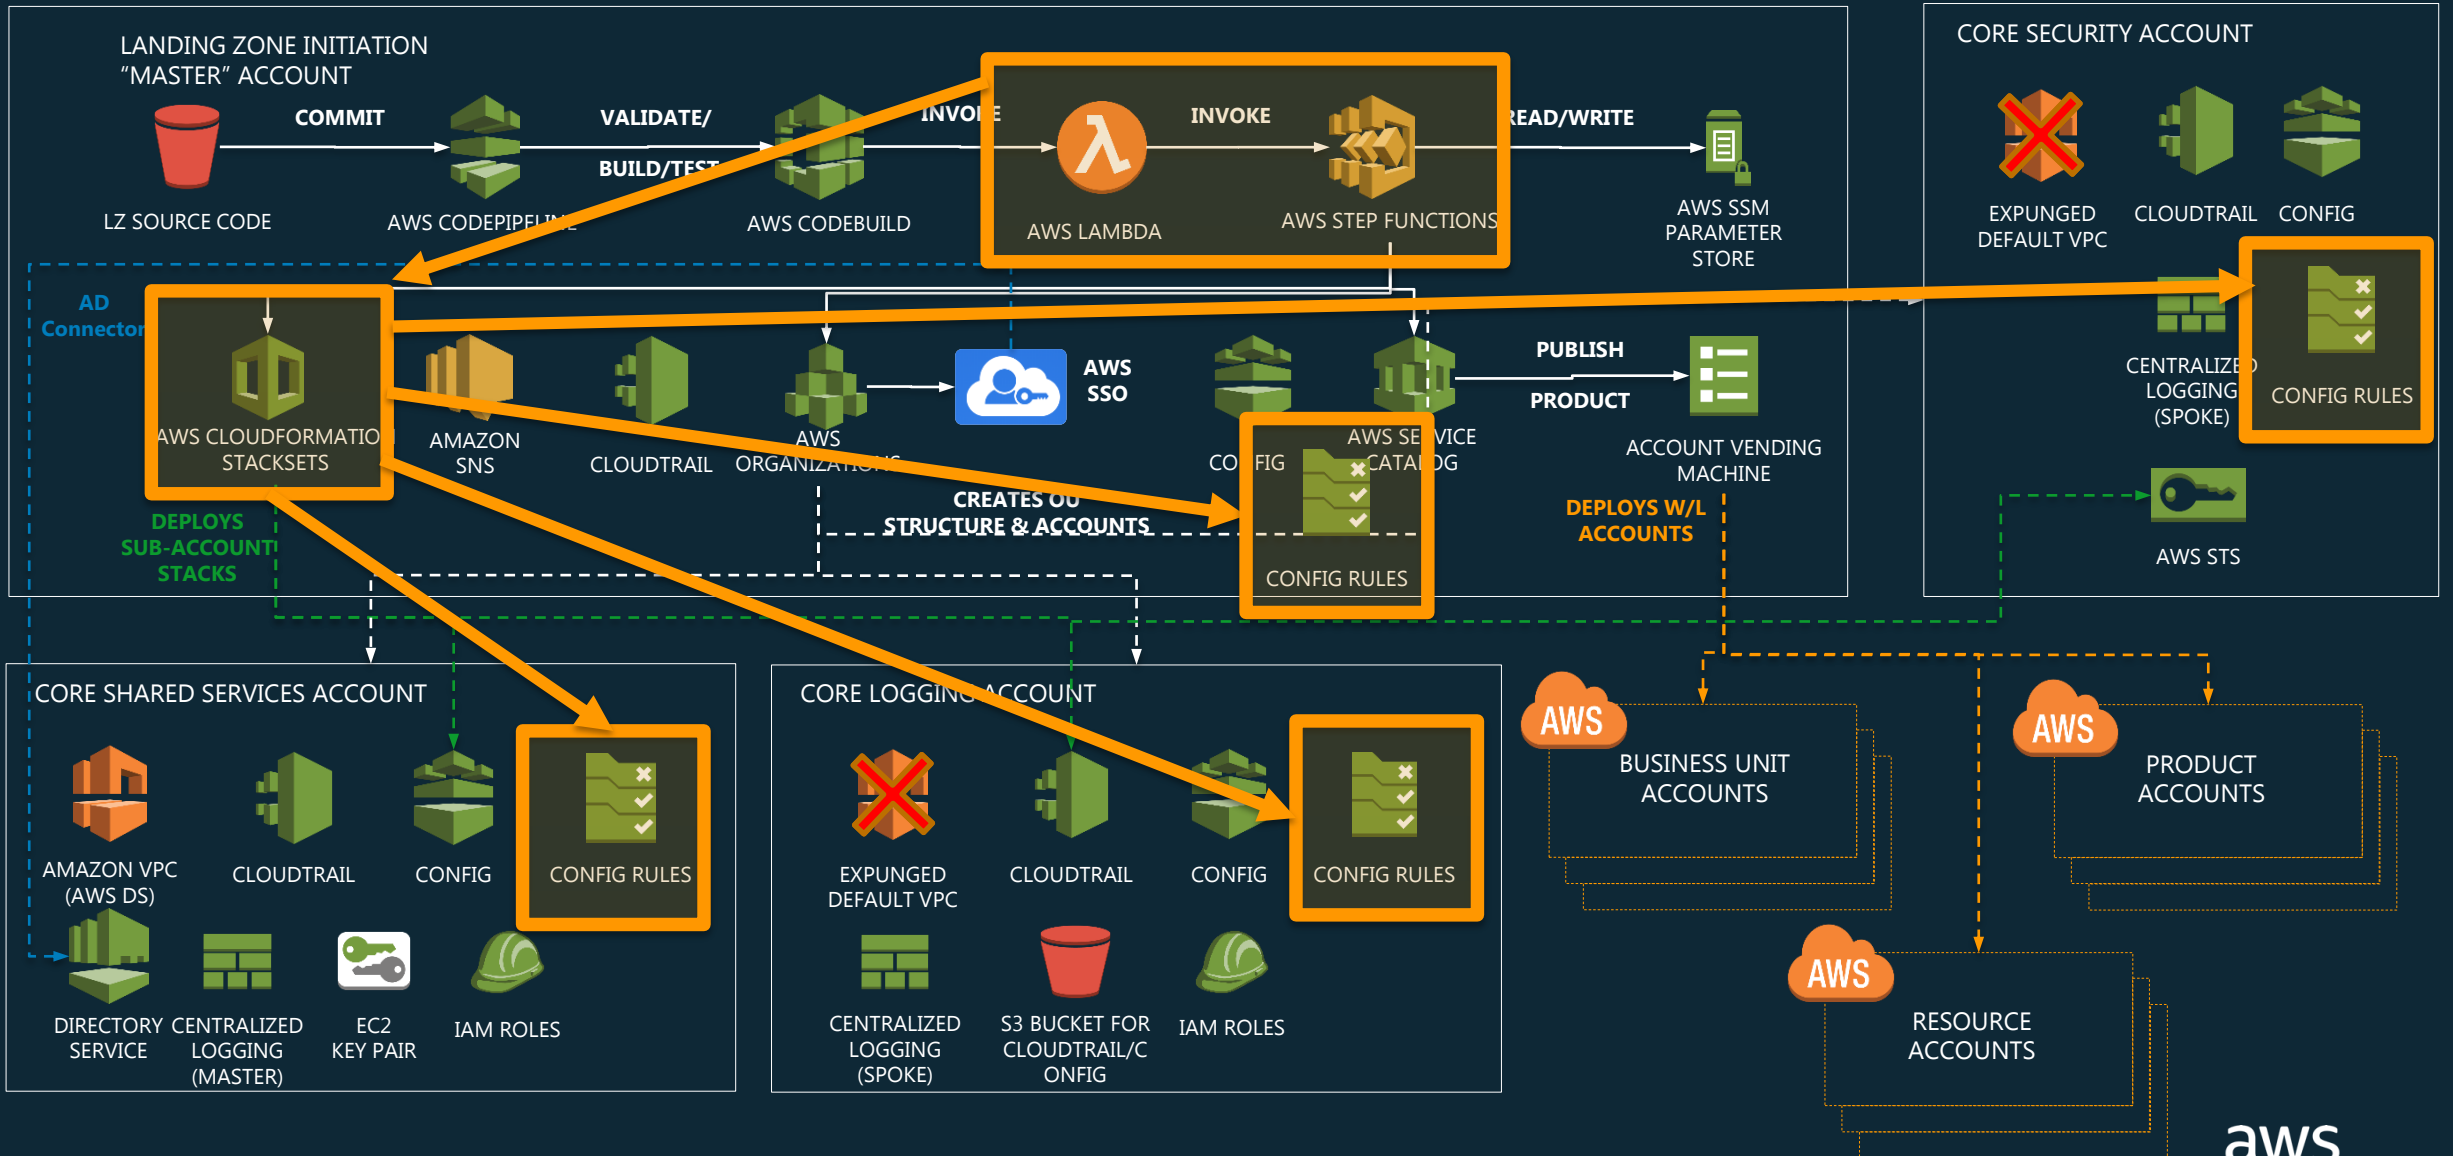 LANDING ZONE INITIATION
“MASTER” ACCOUNT
COMMIT
VALIDATE/
BUILD/TEST
INVOKE
INVOKE
READ/WRITE
LZ SOURCE CODE
AWS CODEPIPELINE
AWS CODEBUILD
AWS LAMBDA
AWS STEP FUNCTIONS
AWS SSM
PARAMETER
STORE
AD
Connector
AWS CLOUDFORMATION
STACKSETS
AMAZON
SNS
CLOUDTRAIL
AWS
ORGANIZATIONS
AWS
SSO
CONFIG
AWS SERVICE
CATALOG
PUBLISH
PRODUCT
ACCOUNT VENDING
MACHINE
CONFIG RULES
CREATES OU
STRUCTURE & ACCOUNTS
DEPLOYS
SUB-ACCOUNT
STACKS
DEPLOYS W/L
ACCOUNTS
CORE SECURITY ACCOUNT
EXPUNGED
DEFAULT VPC
CLOUDTRAIL
CONFIG
CENTRALIZED
LOGGING
(SPOKE)
CONFIG RULES
AWS STS
CORE SHARED SERVICES ACCOUNT
AMAZON VPC
(AWS DS)
CLOUDTRAIL
CONFIG
CONFIG RULES
DIRECTORY
SERVICE
CENTRALIZED
LOGGING
(MASTER)
EC2
KEY PAIR
IAM ROLES
CORE LOGGING ACCOUNT
EXPUNGED
DEFAULT VPC
CLOUDTRAIL
CONFIG
CONFIG RULES
CENTRALIZED
LOGGING
(SPOKE)
S3 BUCKET FOR
CLOUDTRAIL/C
ONFIG
IAM ROLES
AWS
BUSINESS UNIT
ACCOUNTS
AWS
PRODUCT
ACCOUNTS
AWS
RESOURCE
ACCOUNTS
aws